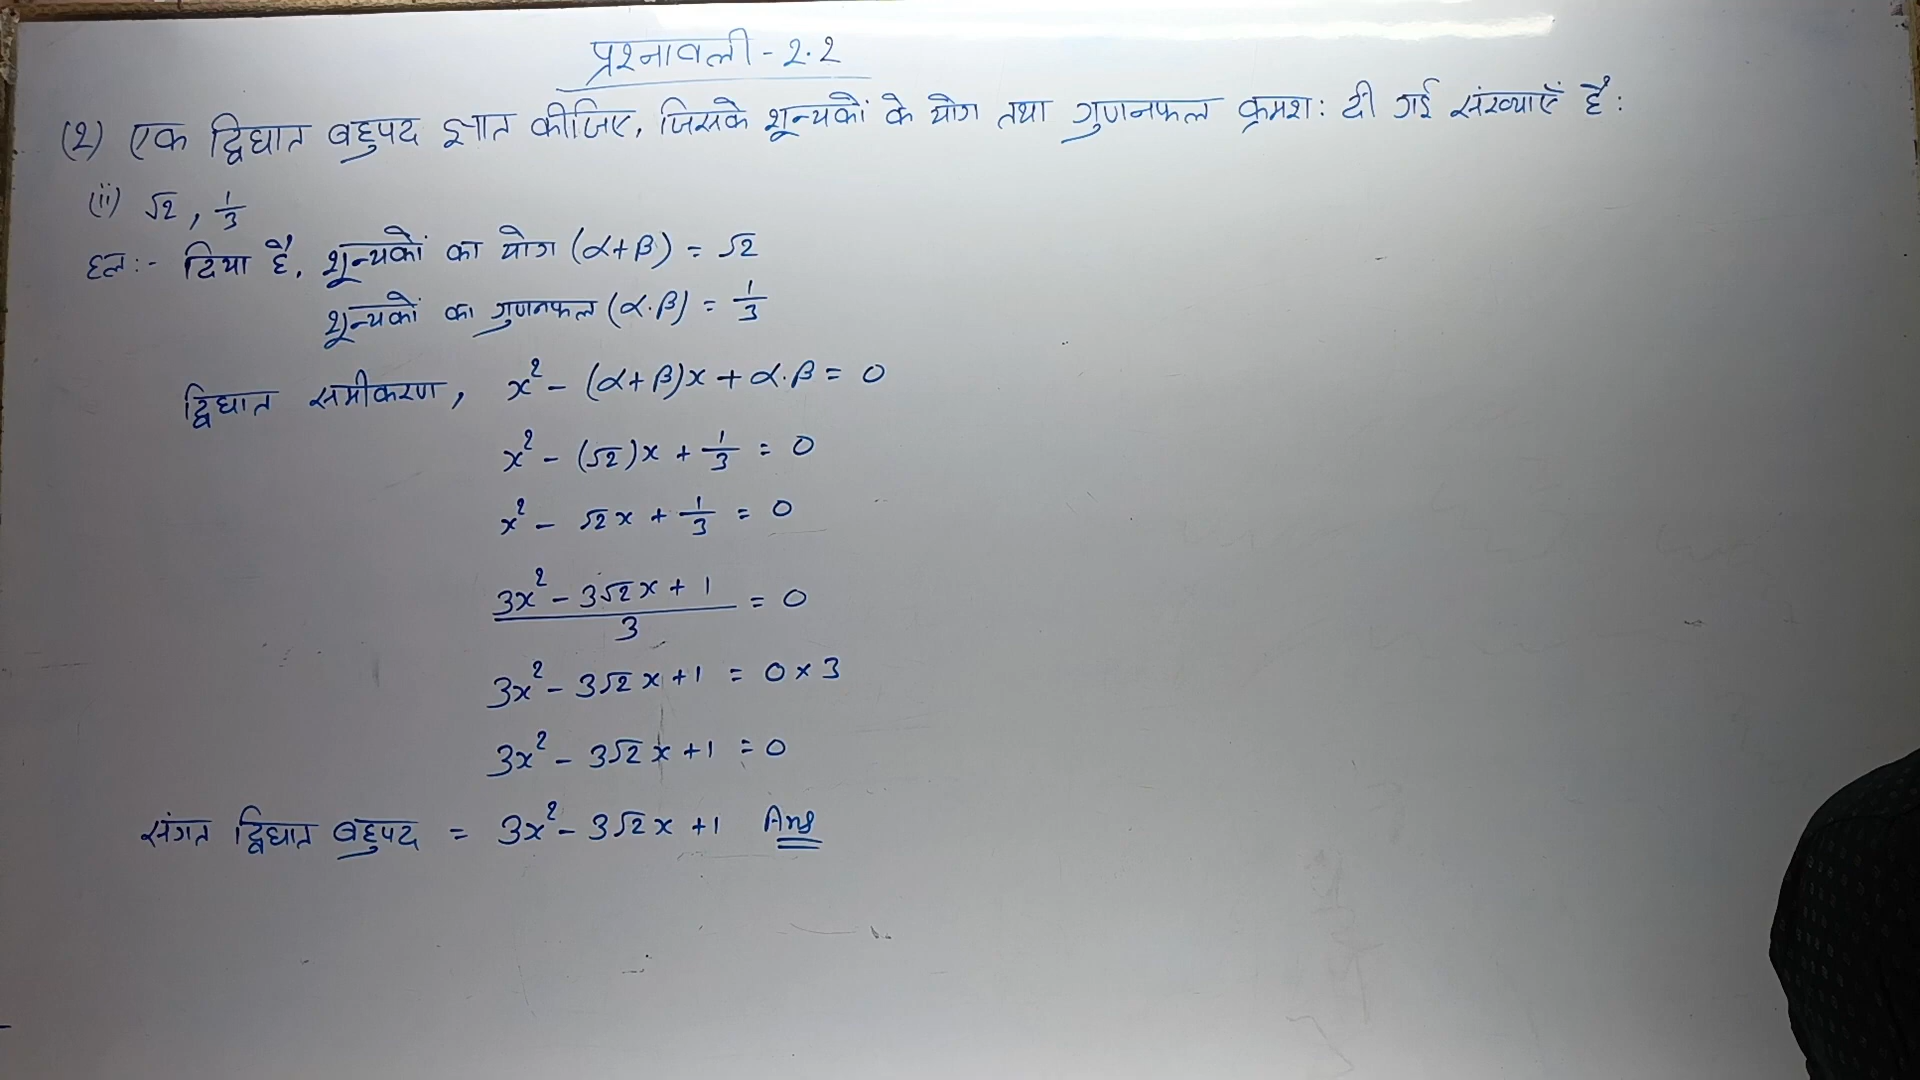 प्रश्नावली - 2.2
(2) एक द्विघात बहुपद ज्ञात कीजिए, जिसके शून्यकों के योग तथा गुणनफल क्रमश: दी गई संख्याएँ हैं :
(ii) √2 , 1/3
हल :- दिया है, शून्यकों का योग (α+β) = √2
शून्यकों का गुणनफल (α.β) = 1/3
द्विघात समीकरण, x² - (α+β)x + α.β = 0
x² - (√2)x + 1/3 = 0
x² - √2x + 1/3 = 0
(3x² - 3√2x + 1)/3 = 0
3x² - 3√2x + 1 = 0 × 3
3x² - 3√2x + 1 = 0
संगत द्विघात बहुपद = 3x² - 3√2x + 1 Ans